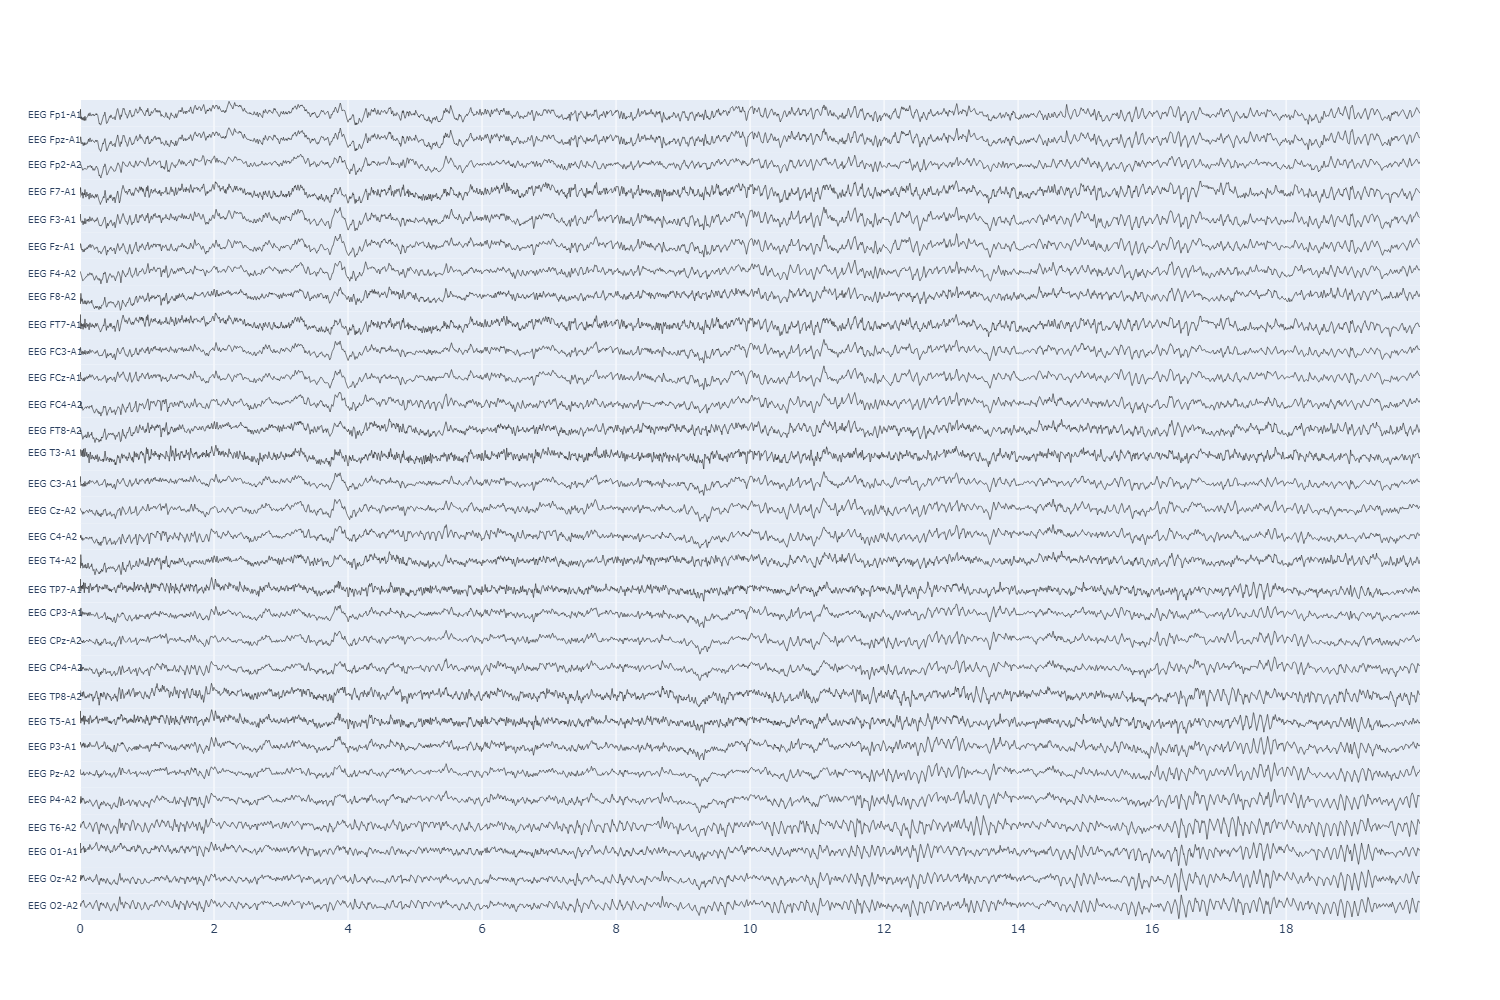 EEG Fp1-A1
EEG Fpz-A1
EEG Fp2-A2
EEG F7-A1
EEG F3-A1
EEG Fz-A1
EEG F4-A2
EEG F8-A2
EEG FT7-A1
EEG FC3-A1
EEG FCz-A1
EEG FC4-A2
EEG FT8-A2
EEG T3-A1
EEG C3-A1
EEG Cz-A2
EEG C4-A2
EEG T4-A2
EEG TP7-A1
EEG CP3-A1
EEG CPz-A2
EEG CP4-A2
EEG TP8-A2
EEG T5-A1
EEG P3-A1
EEG Pz-A2
EEG P4-A2
EEG T6-A2
EEG O1-A1
EEG Oz-A2
EEG O2-A2
0 2 4 6 8 10 12 14 16 18